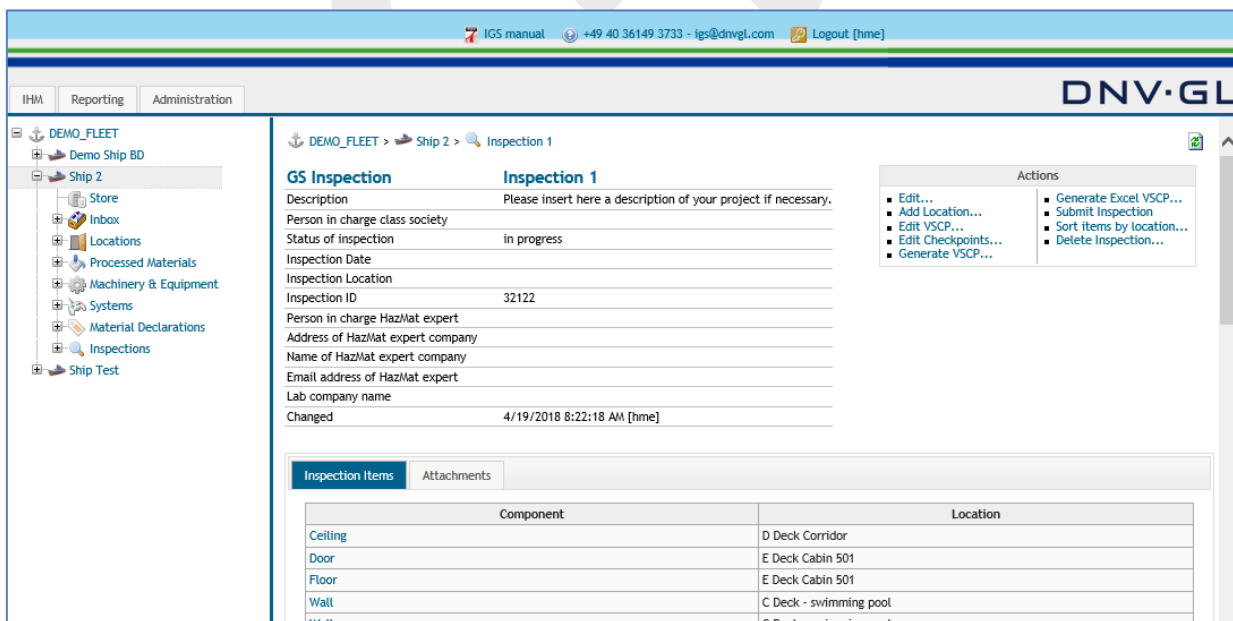 IGS manual +49 40 36149 3733 - igs@dnvgl.com Logout [hme]
DNV·GL
IHM Reporting Administration
DEMO_FLEET
Demo Ship BD
Ship 2
Store
Inbox
Locations
Processed Materials
Machinery & Equipment
Systems
Material Declarations
Inspections
Ship Test
DEMO_FLEET > Ship 2 > Inspection 1
GS Inspection Inspection 1
Description Please insert here a description of your project if necessary.
Person in charge class society
Status of inspection in progress
Inspection Date
Inspection Location
Inspection ID 32122
Person in charge HazMat expert
Address of HazMat expert company
Name of HazMat expert company
Email address of HazMat expert
Lab company name
Changed 4/19/2018 8:22:18 AM [hme]
Actions
Edit...
Add Location...
Edit VSCP...
Edit Checkpoints...
Generate VSCP...
Generate Excel VSCP...
Submit Inspection
Sort items by location...
Delete Inspection...
Inspection Items Attachments
Component Location
Ceiling D Deck Corridor
Door E Deck Cabin 501
Floor E Deck Cabin 501
Wall C Deck - swimming pool